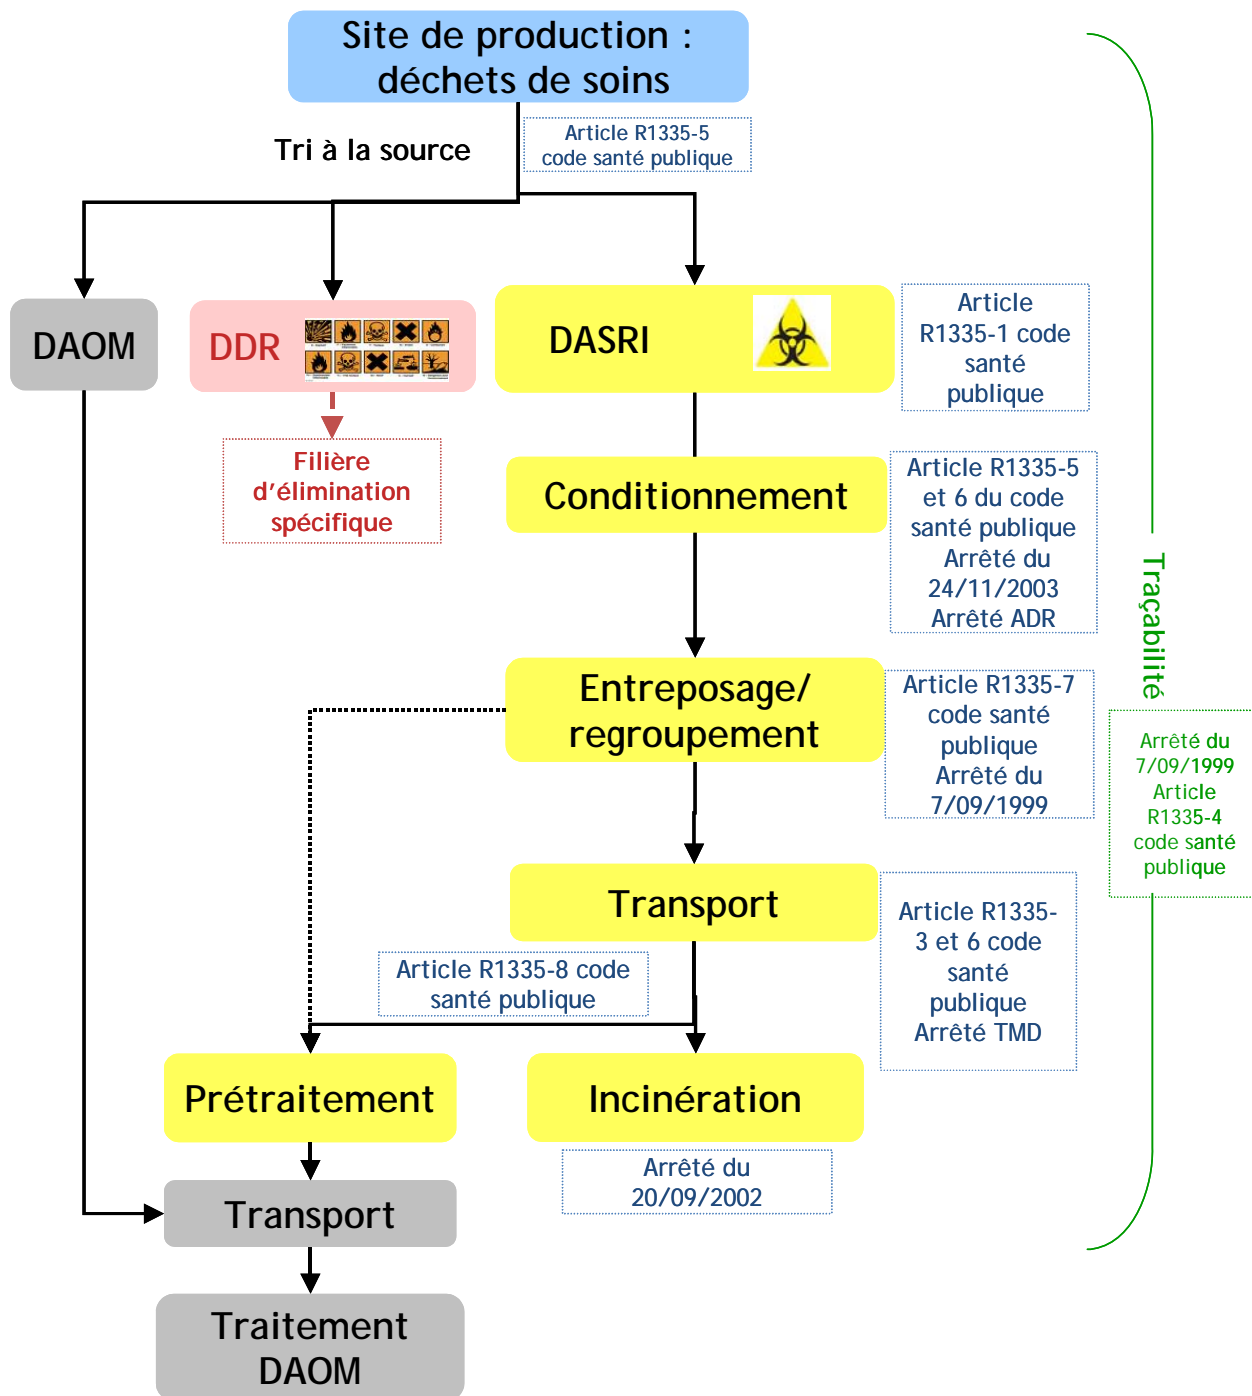 Site de production :
déchets de soins
Tri à la source
Article R1335-5
code santé publique
DAOM
DDR
DASRI
Article
R1335-1 code
santé
publique
Filière
d’élimination
spécifique
Conditionnement
Article R1335-5
et 6 du code
santé publique
Arrêté du
24/11/2003
Arrêté ADR
Traçabilité
Entreposage/
regroupement
Article R1335-7
code santé
publique
Arrêté du
7/09/1999
Arrêté du
7/09/1999
Article
R1335-4
code santé
publique
Transport
Article R1335-
3 et 6 code
santé
publique
Arrêté TMD
Article R1335-8 code
santé publique
Prétraitement
Incinération
Arrêté du
20/09/2002
Transport
Traitement
DAOM